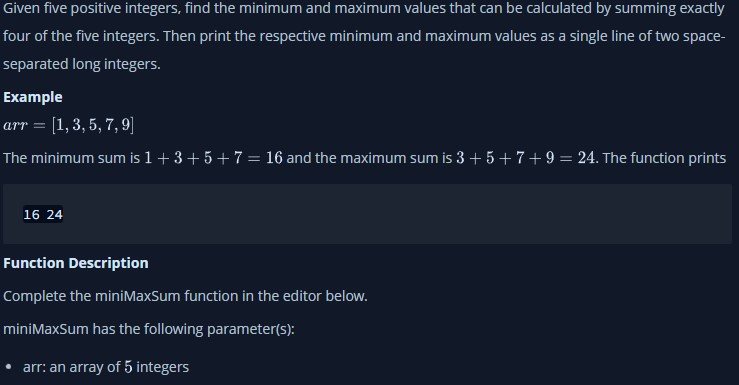 Given five positive integers, find the minimum and maximum values that can be calculated by summing exactly
four of the five integers. Then print the respective minimum and maximum values as a single line of two space-
separated long integers.
Example
arr = [1, 3, 5, 7, 9]
The minimum sum is 1 + 3 + 5 + 7 = 16 and the maximum sum is 3 + 5 + 7 + 9 = 24. The function prints
16 24
Function Description
Complete the miniMaxSum function in the editor below.
miniMaxSum has the following parameter(s):
• arr: an array of 5 integers